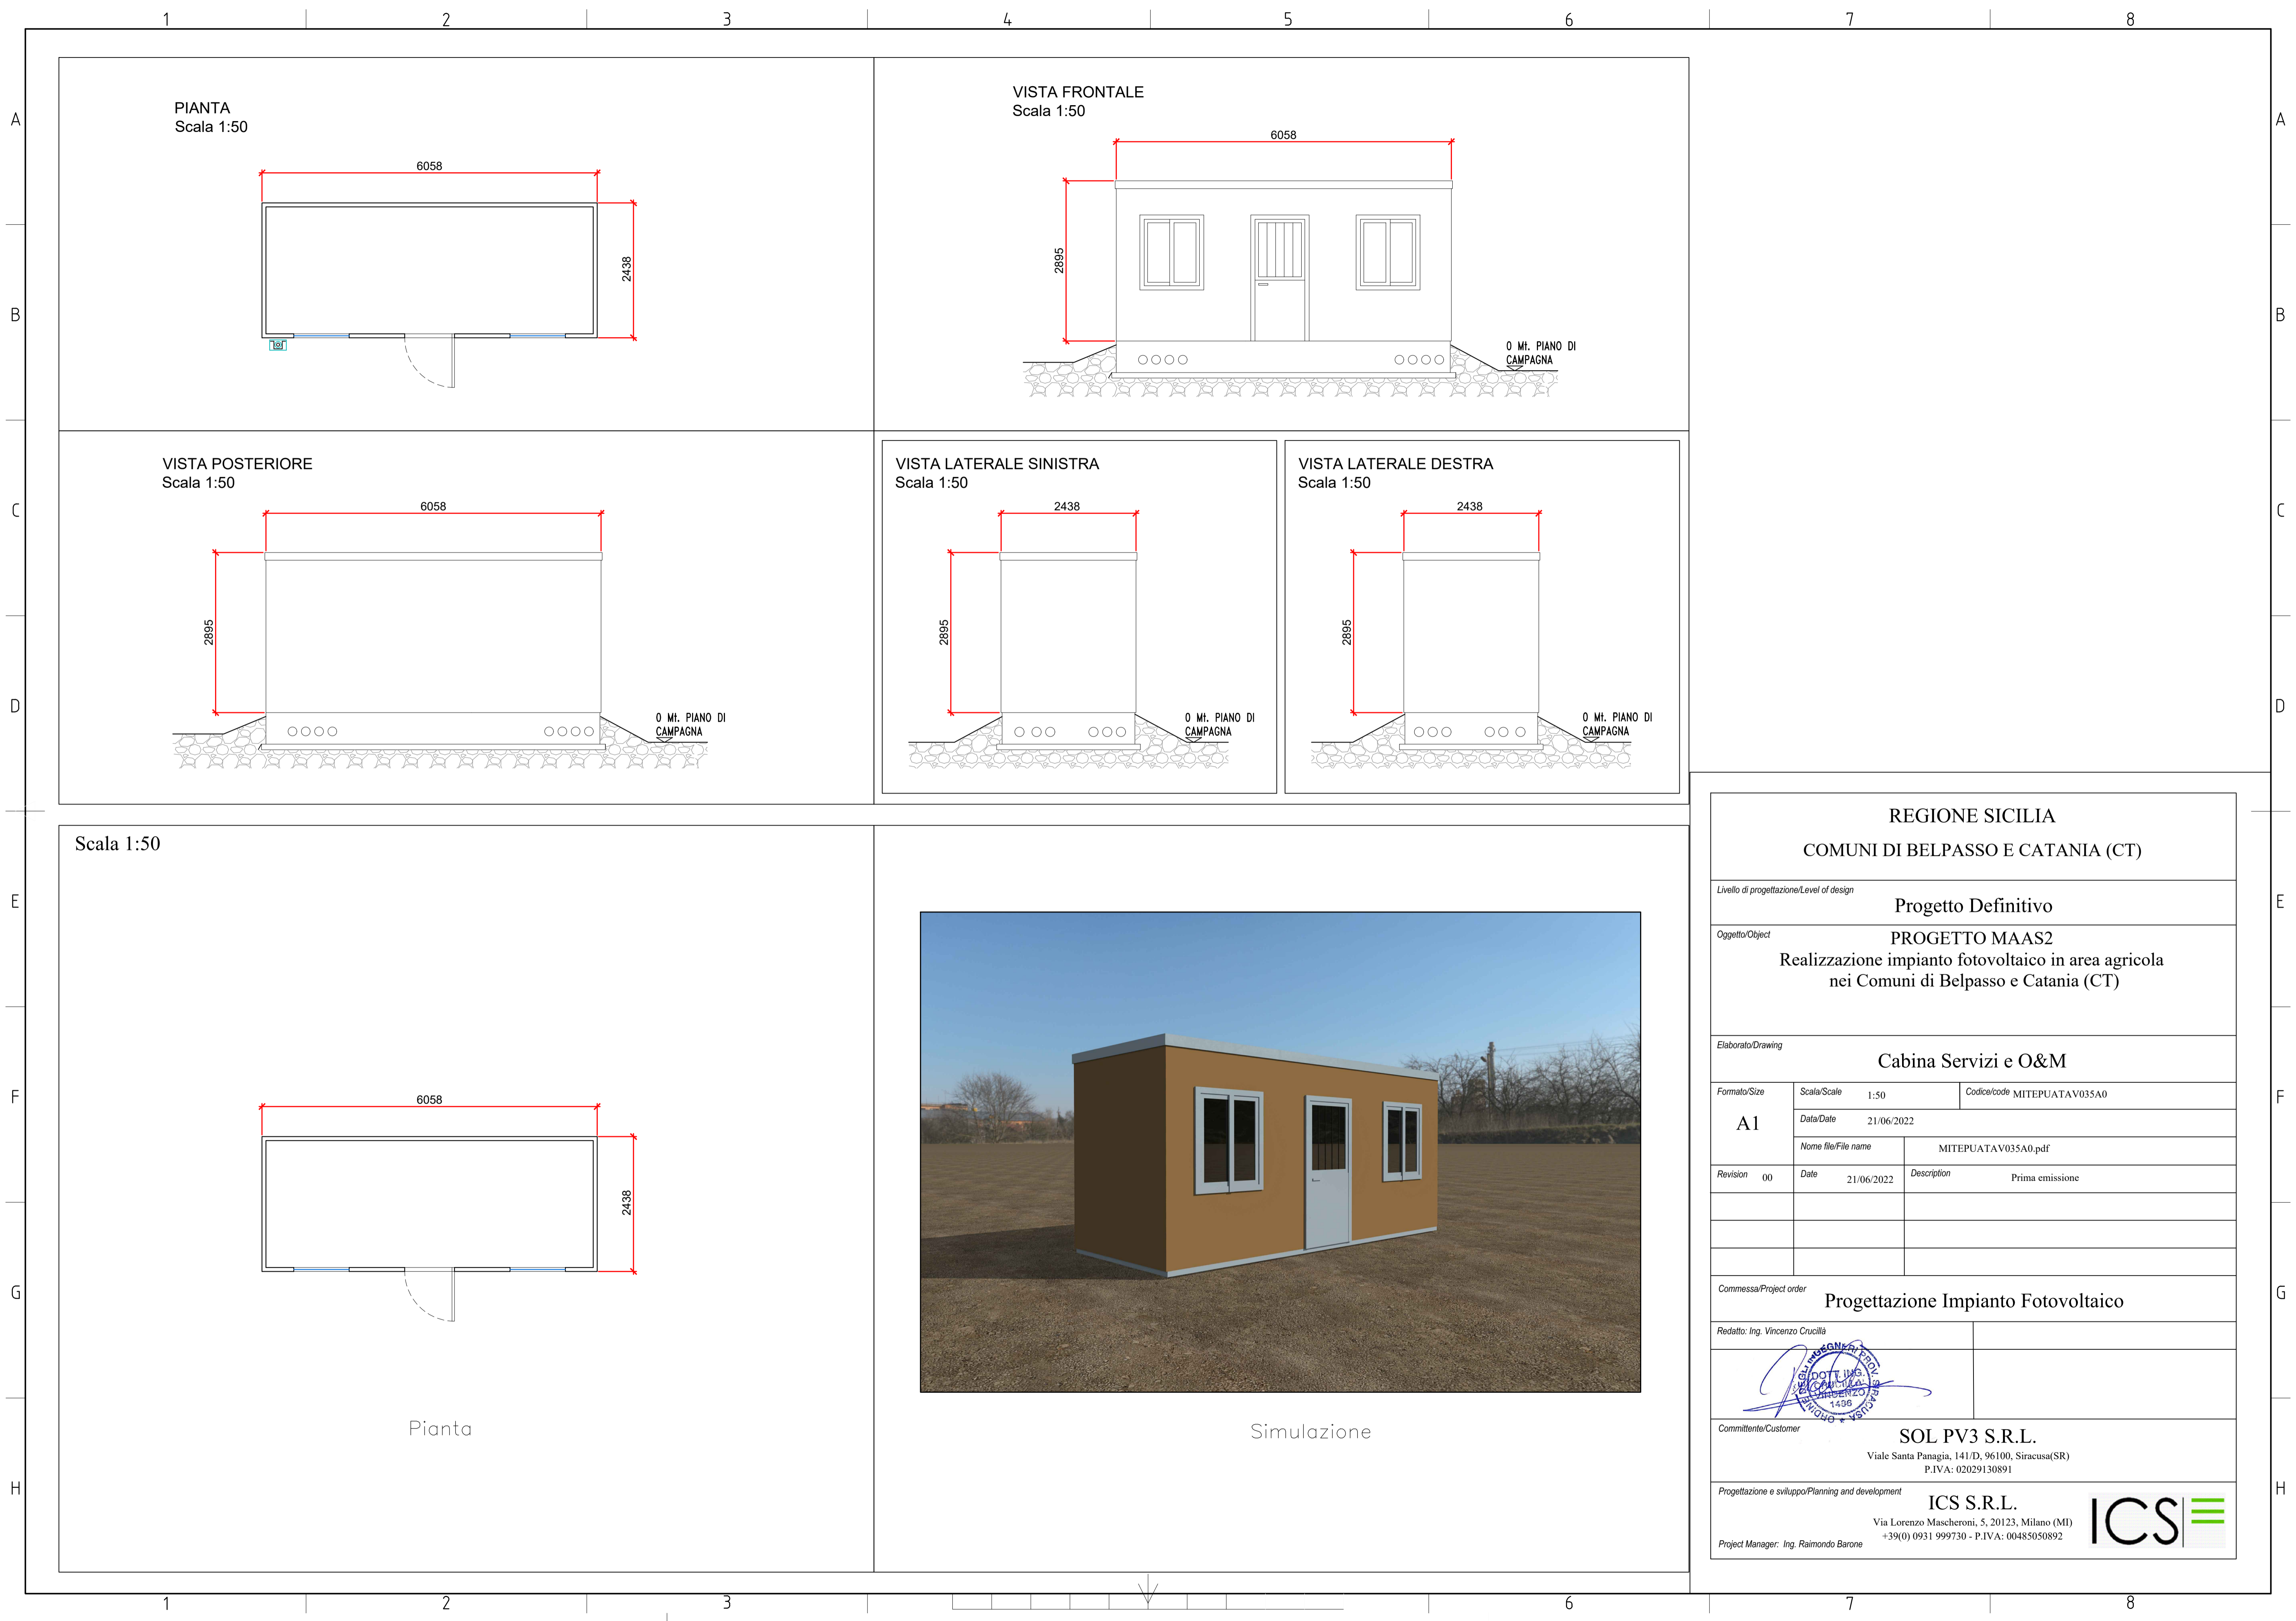 1 2 3 4 5 6 7 8
A A
B B
C C
D D
E E
F F
G G
H H
PIANTA
Scala 1:50
6058
2438
VISTA FRONTALE
Scala 1:50
6058
2895
0 Mt. PIANO DI
CAMPAGNA
VISTA POSTERIORE
Scala 1:50
6058
2895
0 Mt. PIANO DI
CAMPAGNA
VISTA LATERALE SINISTRA
Scala 1:50
2438
2895
0 Mt. PIANO DI
CAMPAGNA
VISTA LATERALE DESTRA
Scala 1:50
2438
2895
0 Mt. PIANO DI
CAMPAGNA
Scala 1:50
6058
2438
Pianta
Simulazione
REGIONE SICILIA
COMUNI DI BELPASSO E CATANIA (CT)
Livello di progettazione/Level of design
Progetto Definitivo
Oggetto/Object
PROGETTO MAAS2
Realizzazione impianto fotovoltaico in area agricola
nei Comuni di Belpasso e Catania (CT)
Elaborato/Drawing
Cabina Servizi e O&M
Formato/Size
A1
Scala/Scale 1:50
Codice/code MITEPUATAV035A0
Data/Date 21/06/2022
Nome file/File name MITEPUATAV035A0.pdf
Revision 00 Date 21/06/2022 Description Prima emissione
Commessa/Project order
Progettazione Impianto Fotovoltaico
Redatto: Ing. Vincenzo Crucillà
ORDINE DEGLI INGEGNERI PROV. SIRACUSA
DOTT. ING.
CRUCILLA'
VINCENZO
1486
Committente/Customer
SOL PV3 S.R.L.
Viale Santa Panagia, 141/D, 96100, Siracusa(SR)
P.IVA: 02029130891
Progettazione e sviluppo/Planning and development
ICS S.R.L.
Via Lorenzo Mascheroni, 5, 20123, Milano (MI)
+39(0) 0931 999730 - P.IVA: 00485050892
Project Manager: Ing. Raimondo Barone
ICS
1 2 3 6 7 8